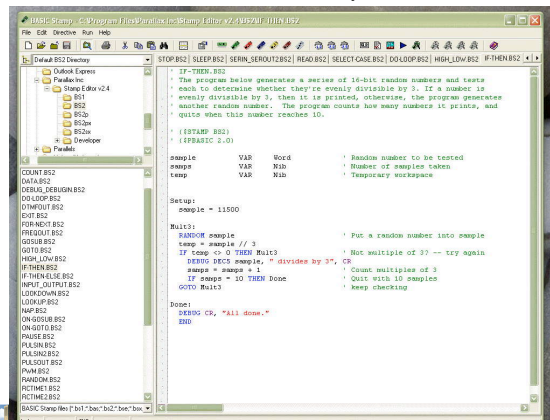 BASIC Stamp - C:\Program Files\Parallax Inc\Stamp Editor v2.4\BS2\IF-THEN.BS2
File Edit Directive Run Help
Default BS2 Directory
STOP.BS2 SLEEP.BS2 SERIN_SEROUT2.BS2 READ.BS2 SELECT-CASE.BS2 DO-LOOP.BS2 HIGH_LOW.BS2 IF-THEN.BS2
Outlook Express
Parallax Inc
Stamp Editor v2.4
BS1
BS2
BS2p
BS2pe
BS2sx
Developer
Parallels
COUNT.BS2
DATA.BS2
DEBUG_DEBUGIN.BS2
DO-LOOP.BS2
DTMFOUT.BS2
EXIT.BS2
FOR-NEXT.BS2
FREQOUT.BS2
GOSUB.BS2
GOTO.BS2
HIGH_LOW.BS2
IF-THEN.BS2
IF-THEN-ELSE.BS2
INPUT_OUTPUT.BS2
LOOKDOWN.BS2
LOOKUP.BS2
NAP.BS2
ON-GOSUB.BS2
ON-GOTO.BS2
PAUSE.BS2
PULSIN.BS2
PULSIN2.BS2
PULSOUT.BS2
PWM.BS2
RANDOM.BS2
RCTIME1.BS2
RCTIME2.BS2
BASIC Stamp files (*.bs1;*.bas;*.bs2;*.bse;*.bsx
' IF-THEN.BS2
' The program below generates a series of 16-bit random numbers and tests
' each to determine whether they're evenly divisible by 3. If a number is
' evenly divisible by 3, then it is printed, otherwise, the program generates
' another random number. The program counts how many numbers it prints, and
' quits when this number reaches 10.
' {$STAMP BS2}
' {$PBASIC 2.0}
sample VAR Word ' Random number to be tested
samps VAR Nib ' Number of samples taken
temp VAR Nib ' Temporary workspace
Setup:
sample = 11500
Mult3:
RANDOM sample ' Put a random number into sample
temp = sample // 3
IF temp <> 0 THEN Mult3 ' Not multiple of 3? -- try again
DEBUG DEC5 sample, " divides by 3", CR
samps = samps + 1 ' Count multiples of 3
IF samps = 10 THEN Done ' Quit with 10 samples
GOTO Mult3 ' keep checking
Done:
DEBUG CR, "All done."
END